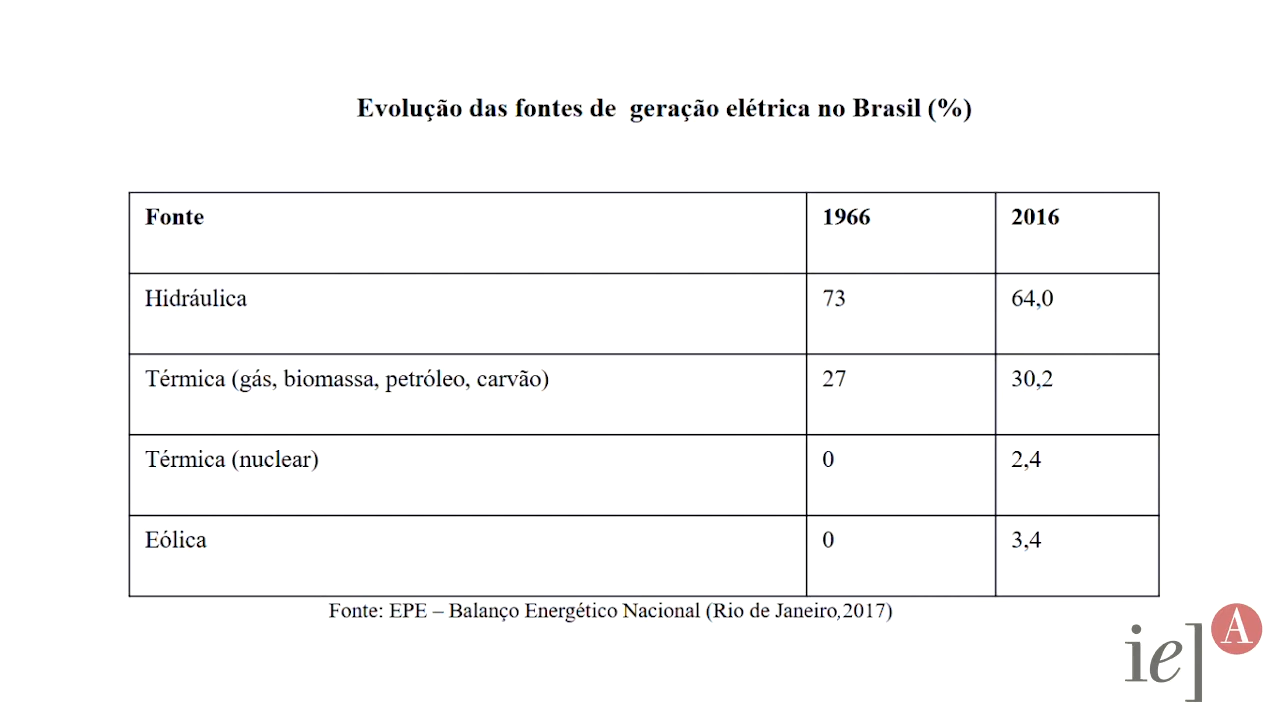 Evolução das fontes de geração elétrica no Brasil (%)
Fonte 1966 2016
Hidráulica 73 64,0
Térmica (gás, biomassa, petróleo, carvão) 27 30,2
Térmica (nuclear) 0 2,4
Eólica 0 3,4
Fonte: EPE – Balanço Energético Nacional (Rio de Janeiro,2017)
ie] A